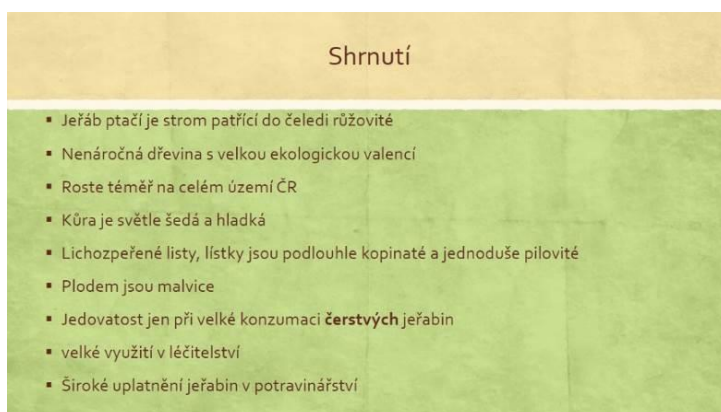 Shrnutí
▪ Jeřáb ptačí je strom patřící do čeledi růžovité
▪ Nenáročná dřevina s velkou ekologickou valencí
▪ Roste téměř na celém území ČR
▪ Kůra je světle šedá a hladká
▪ Lichozpeřené listy, lístky jsou podlouhle kopinaté a jednoduše pilovité
▪ Plodem jsou malvice
▪ Jedovatost jen při velké konzumaci čerstvých jeřabin
▪ velké využití v léčitelství
▪ Široké uplatnění jeřabin v potravinářství